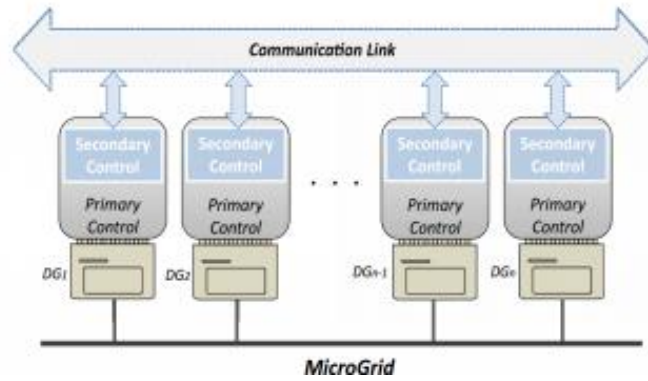 Communication Link
Secondary
Control
Primary
Control
Secondary
Control
Primary
Control
. . .
Secondary
Control
Primary
Control
Secondary
Control
Primary
Control
DG1
DG2
DGn-1
DGn
MicroGrid